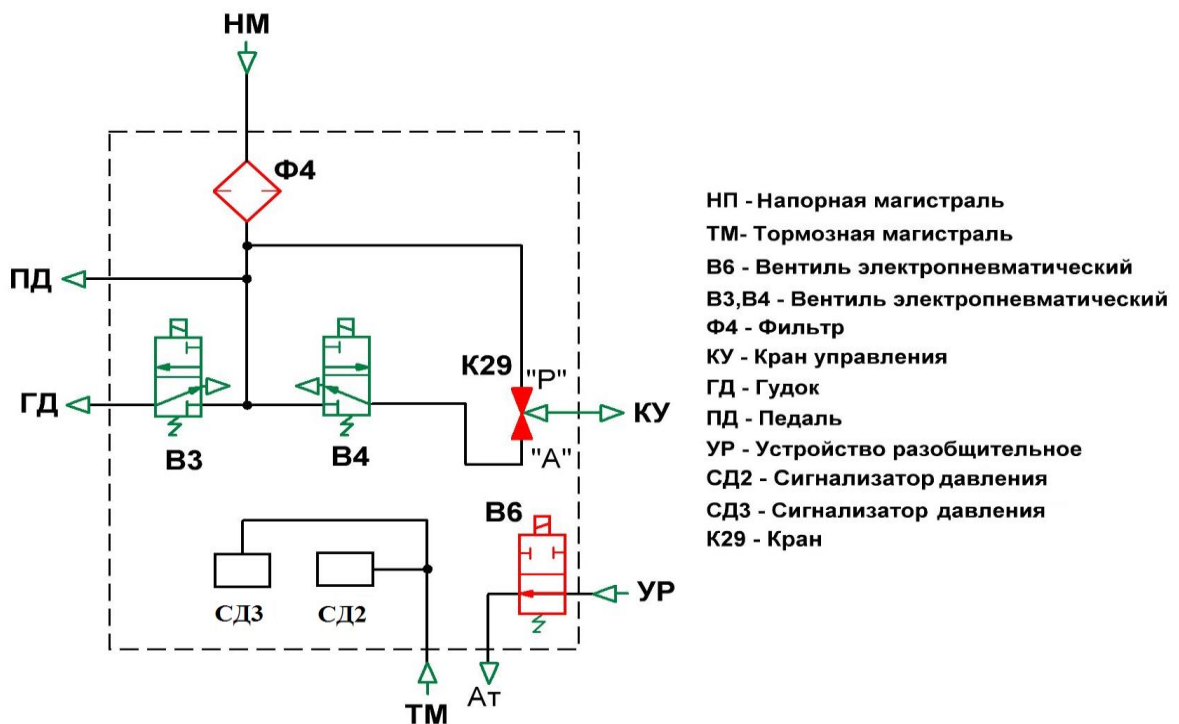 НМ
Ф4
ПД
ГД
В3
В4
К29
"Р"
КУ
"А"
В6
УР
СД3
СД2
ТМ
Ат
НП - Напорная магистраль
ТМ- Тормозная магистраль
В6 - Вентиль электропневматический
В3,В4 - Вентиль электропневматический
Ф4 - Фильтр
КУ - Кран управления
ГД - Гудок
ПД - Педаль
УР - Устройство разобщительное
СД2 - Сигнализатор давления
СД3 - Сигнализатор давления
К29 - Кран